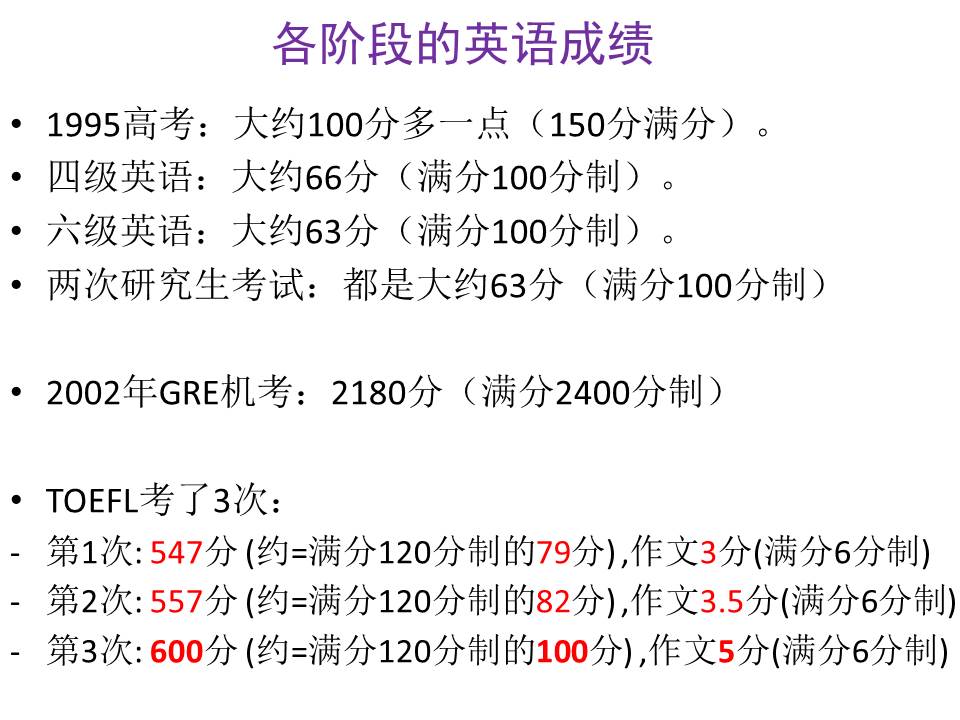 各阶段的英语成绩
• 1995高考：大约100分多一点（150分满分）。
• 四级英语：大约66分（满分100分制）。
• 六级英语：大约63分（满分100分制）。
• 两次研究生考试：都是大约63分（满分100分制）
• 2002年GRE机考：2180分（满分2400分制）
• TOEFL考了3次：
- 第1次: 547分 (约=满分120分制的79分) ,作文3分(满分6分制)
- 第2次: 557分 (约=满分120分制的82分) ,作文3.5分(满分6分制)
- 第3次: 600分 (约=满分120分制的100分) ,作文5分(满分6分制)